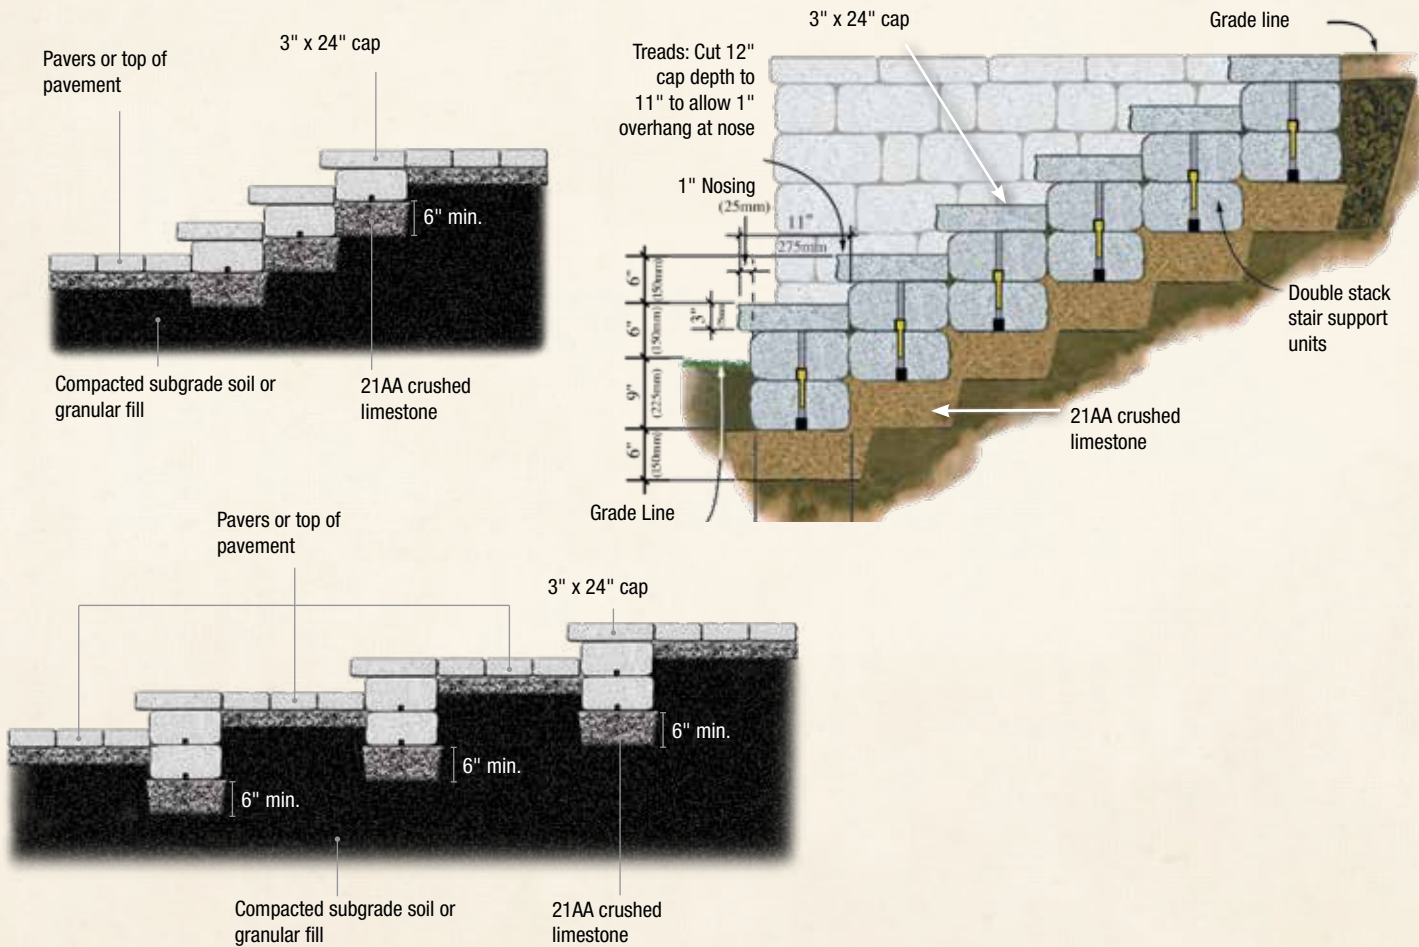 Pavers or top of
pavement
3" x 24" cap
6" min.
Compacted subgrade soil or
granular fill
21AA crushed
limestone
3" x 24" cap
Grade line
Treads: Cut 12"
cap depth to
11" to allow 1"
overhang at nose
1" Nosing
(25mm)
11"
275mm
6"
(150mm)
6"
(150mm)
3"
9"
(225mm)
6"
(150mm)
Double stack
stair support
units
21AA crushed
limestone
Grade Line
Pavers or top of
pavement
3" x 24" cap
6" min.
6" min.
6" min.
Compacted subgrade soil or
granular fill
21AA crushed
limestone